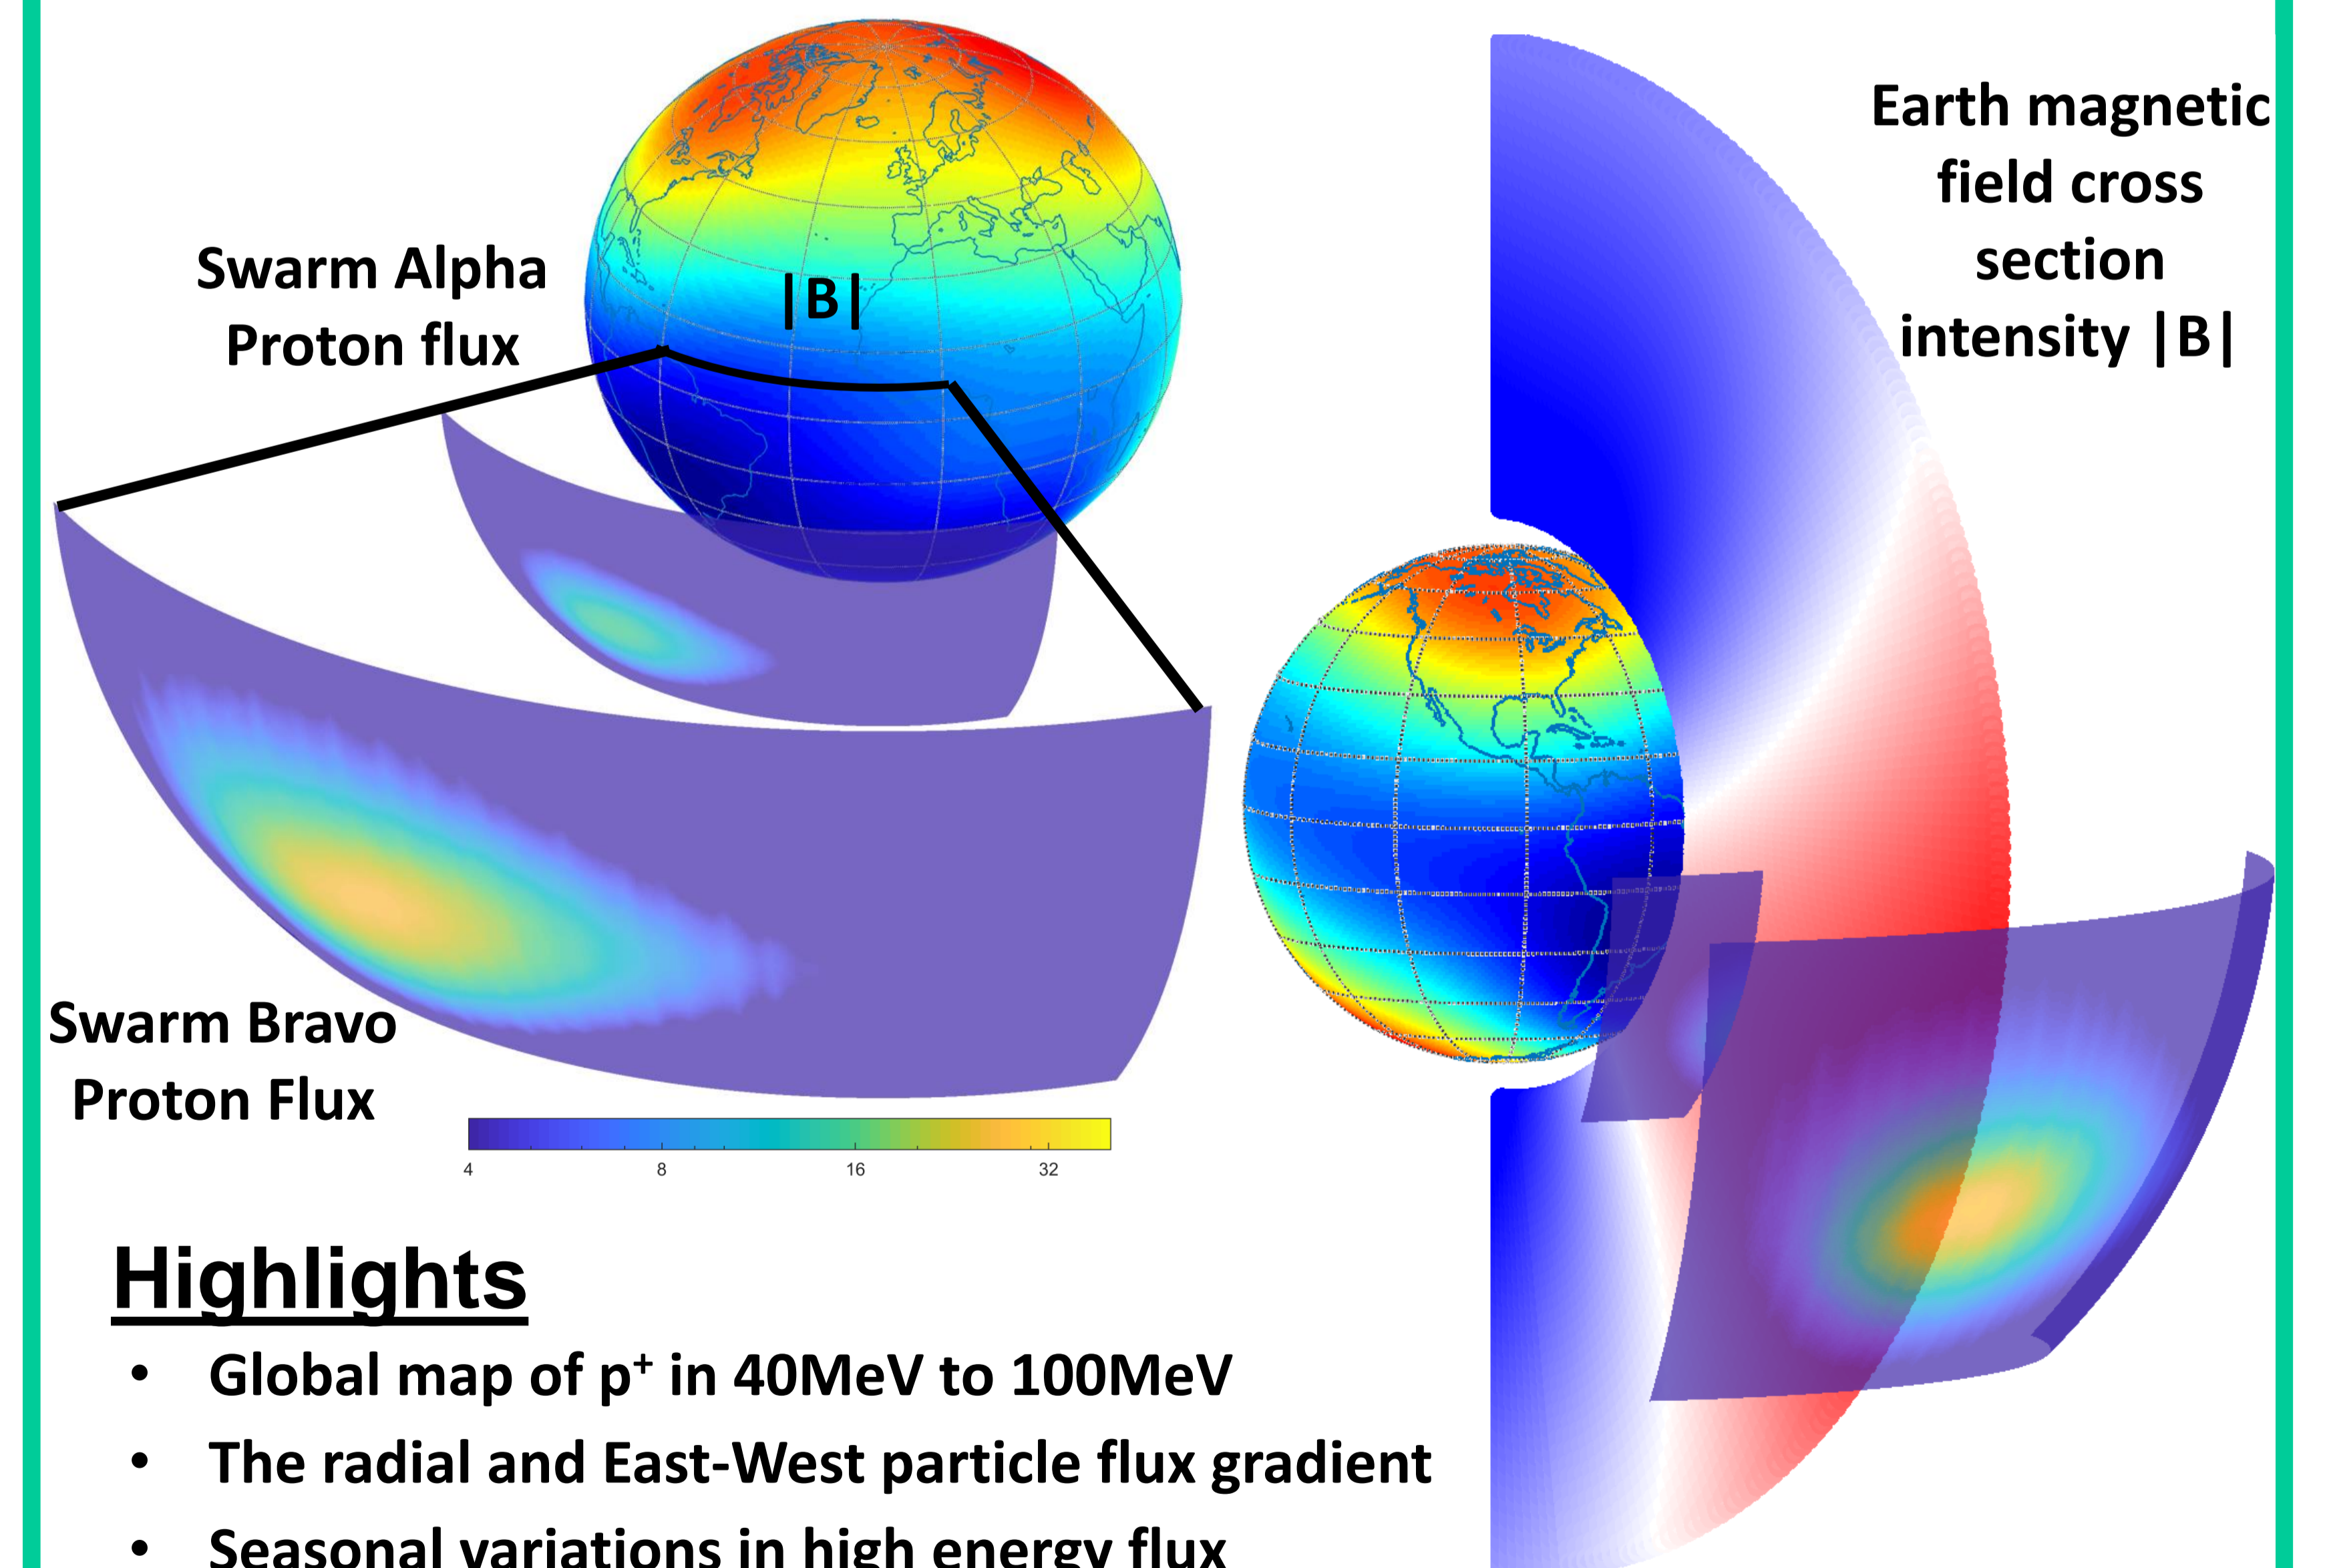 Swarm Alpha
Proton flux
|B|
Earth magnetic
field cross
section
intensity |B|
Swarm Bravo
Proton Flux
4 8 16 32
Highlights
• Global map of p⁺ in 40MeV to 100MeV
• The radial and East-West particle flux gradient
• Seasonal variations in high energy flux